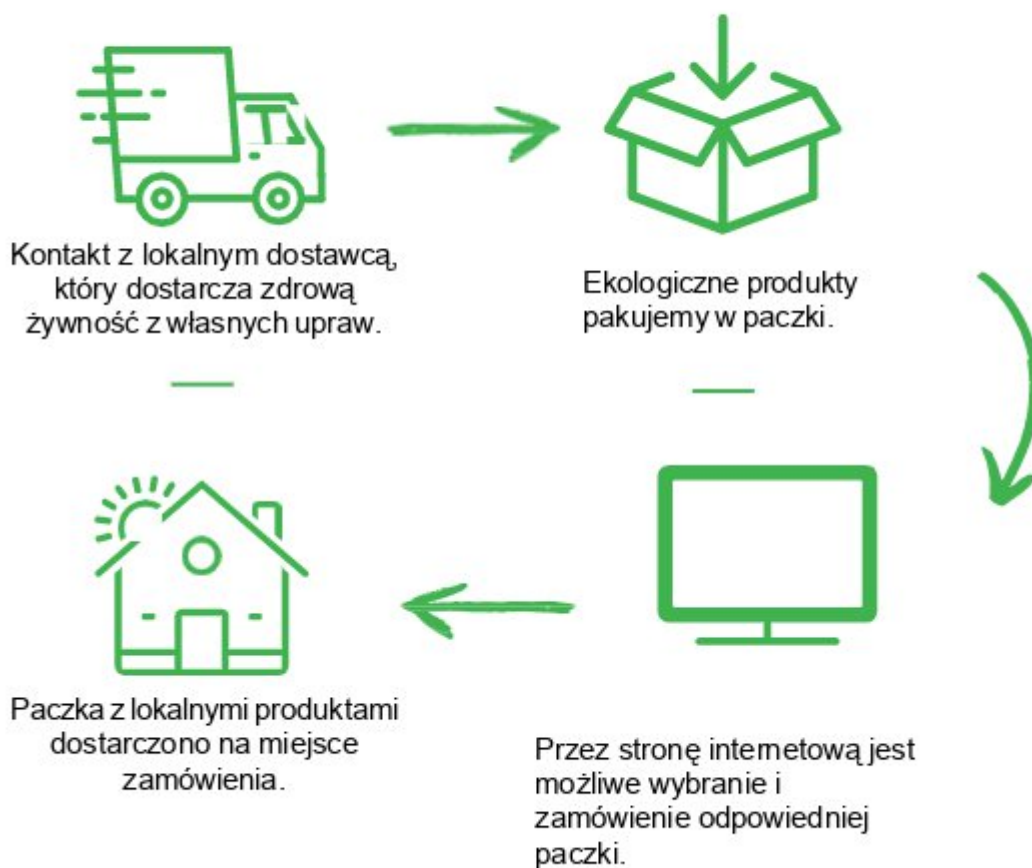 Kontakt z lokalnym dostawcą,
który dostarcza zdrową
żywność z własnych upraw.
Ekologiczne produkty
pakujemy w paczki.
Przez stronę internetową jest
możliwe wybranie i
zamówienie odpowiedniej
paczki.
Paczka z lokalnymi produktami
dostarczono na miejsce
zamówienia.